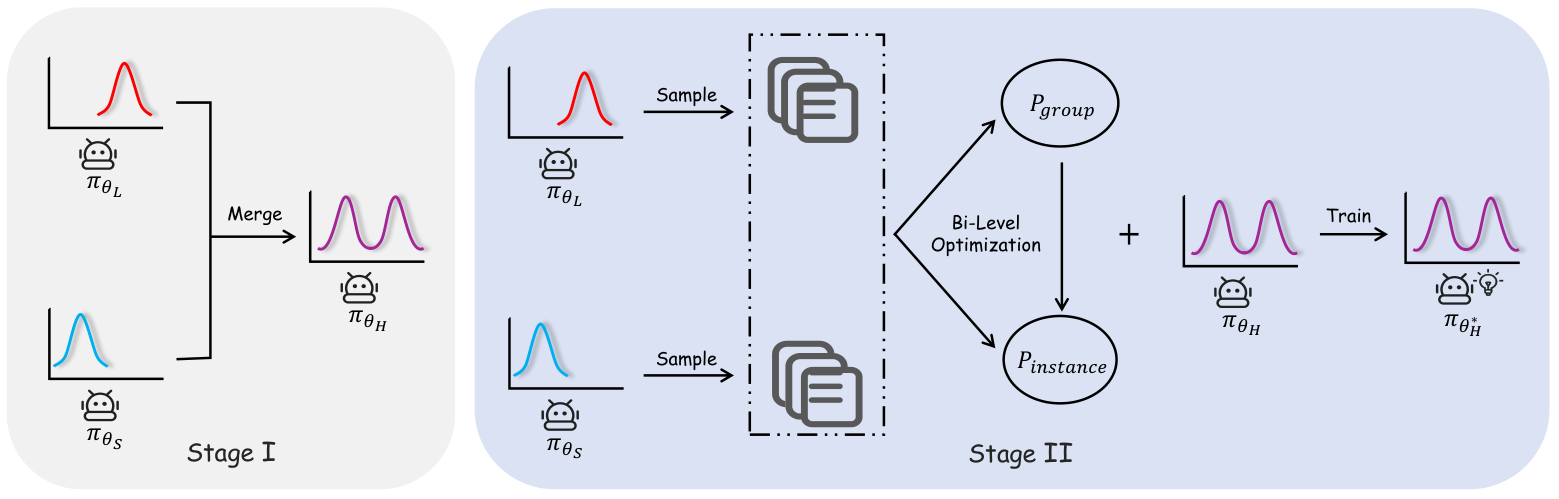 π_{θ_L}
Merge
π_{θ_H}
π_{θ_S}
Stage I
π_{θ_L}
Sample
π_{θ_S}
Sample
P_{group}
Bi-Level
Optimization
P_{instance}
+
π_{θ_H}
Train
π_{θ_H^*}
Stage II